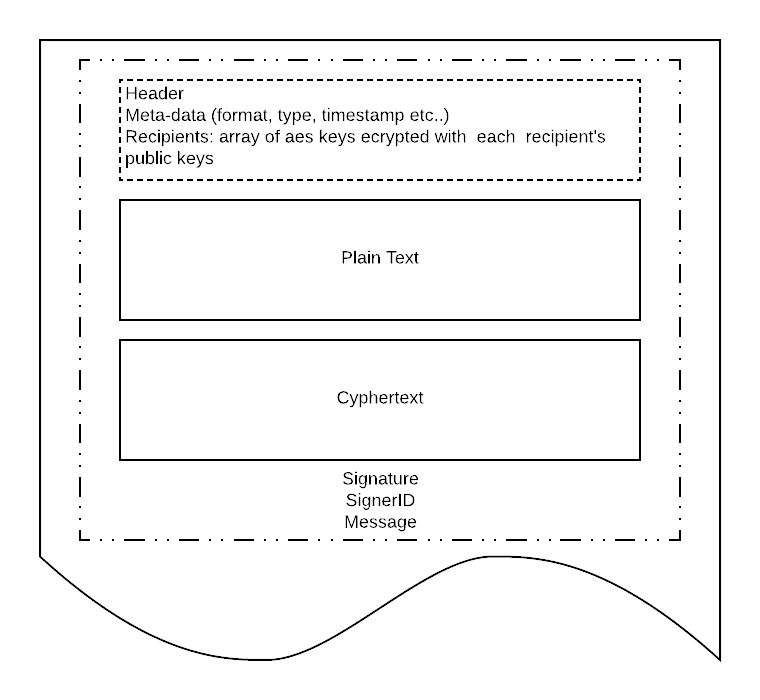 Header
Meta-data (format, type, timestamp etc..)
Recipients: array of aes keys ecrypted with  each  recipient's
public keys
Plain Text
Cyphertext
Signature
SignerID
Message